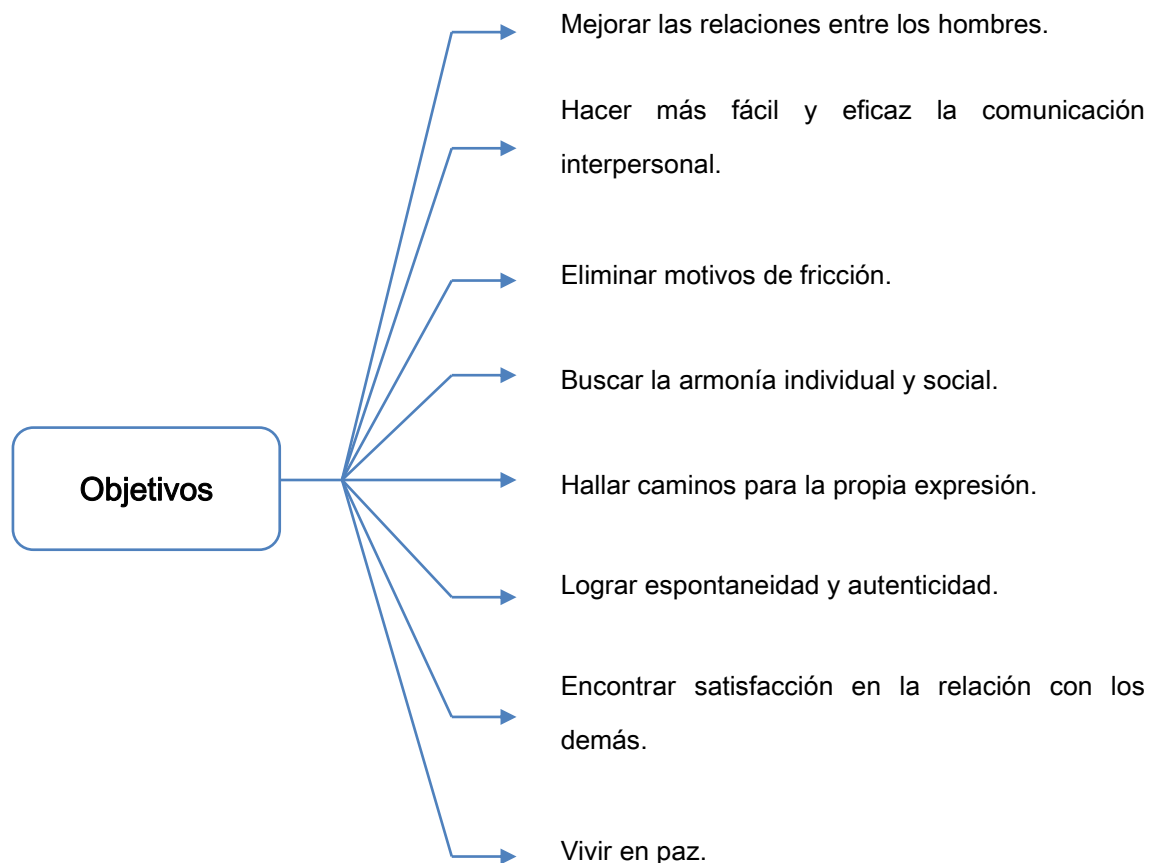 Mejorar las relaciones entre los hombres.
Hacer más fácil y eficaz la comunicación
interpersonal.
Eliminar motivos de fricción.
Buscar la armonía individual y social.
Objetivos
Hallar caminos para la propia expresión.
Lograr espontaneidad y autenticidad.
Encontrar satisfacción en la relación con los
demás.
Vivir en paz.